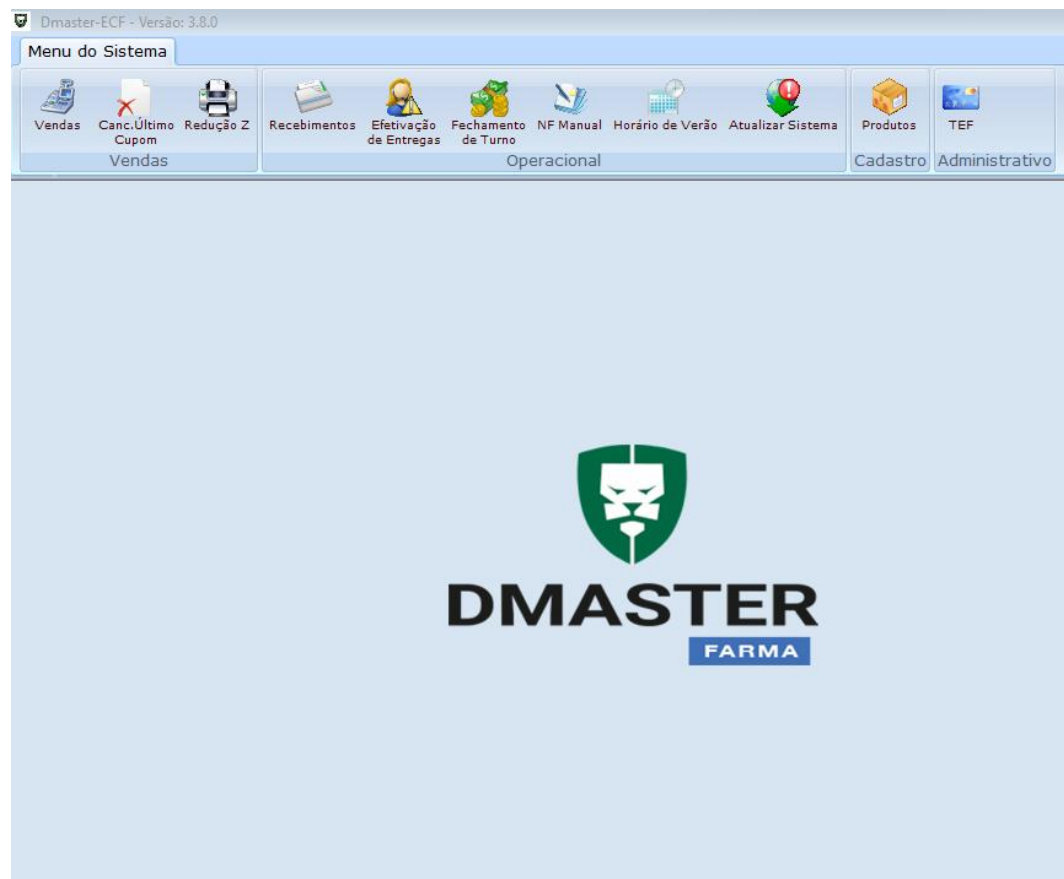 Dmaster-ECF - Versão: 3.8.0
Menu do Sistema
Vendas
Canc.Último
Cupom
Redução Z
Recebimentos
Efetivação
de Entregas
Fechamento
de Turno
NF Manual
Horário de Verão
Atualizar Sistema
Produtos
TEF
Vendas
Operacional
Cadastro
Administrativo
DMASTER
FARMA